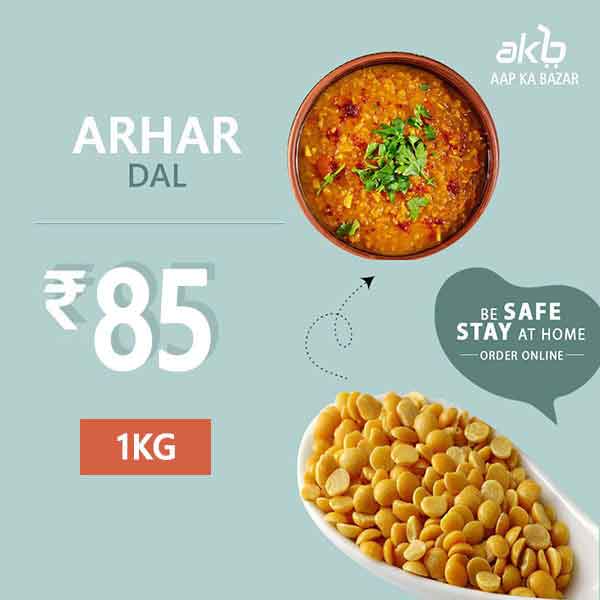 akb
AAP KA BAZAR
ARHAR
DAL
₹85
BE SAFE
STAY AT HOME
ORDER ONLINE
1KG